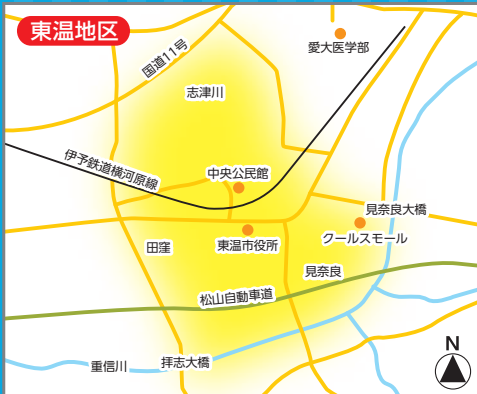 東温地区
国道11号
愛大医学部
志津川
伊予鉄道横河原線
中央公民館
見奈良大橋
クールスモール
東温市役所
田窪
見奈良
松山自動車道
重信川
拝志大橋
N